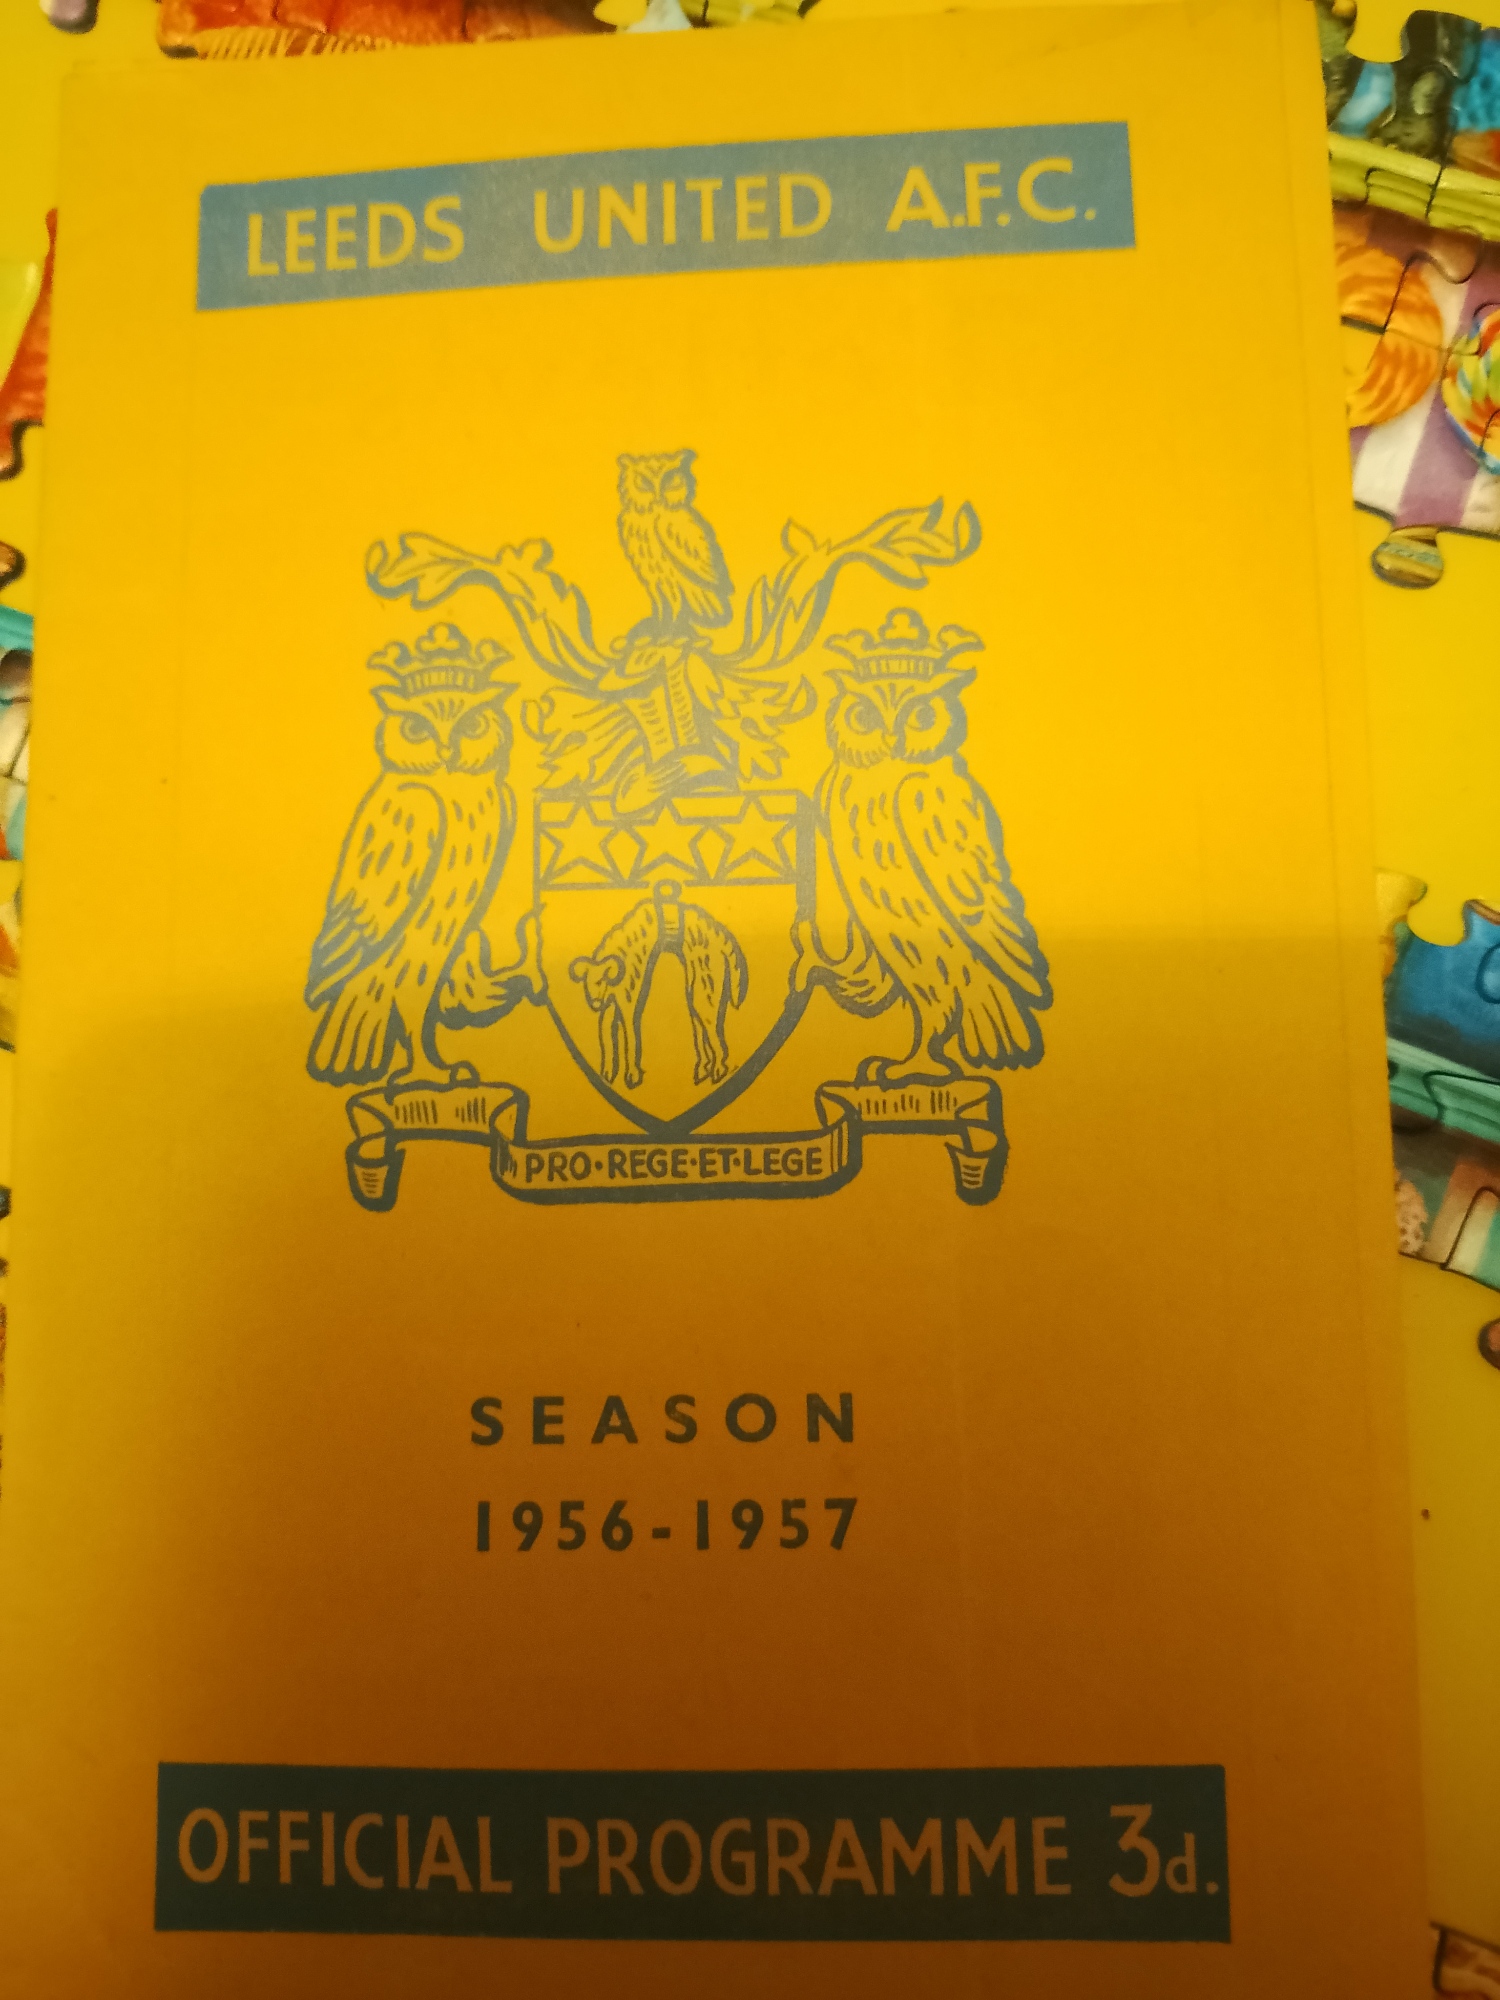 LEEDS UNITED A.F.C.
PRO·REGE·ET·LEGE
SEASON
1956-1957
OFFICIAL PROGRAMME 3d.